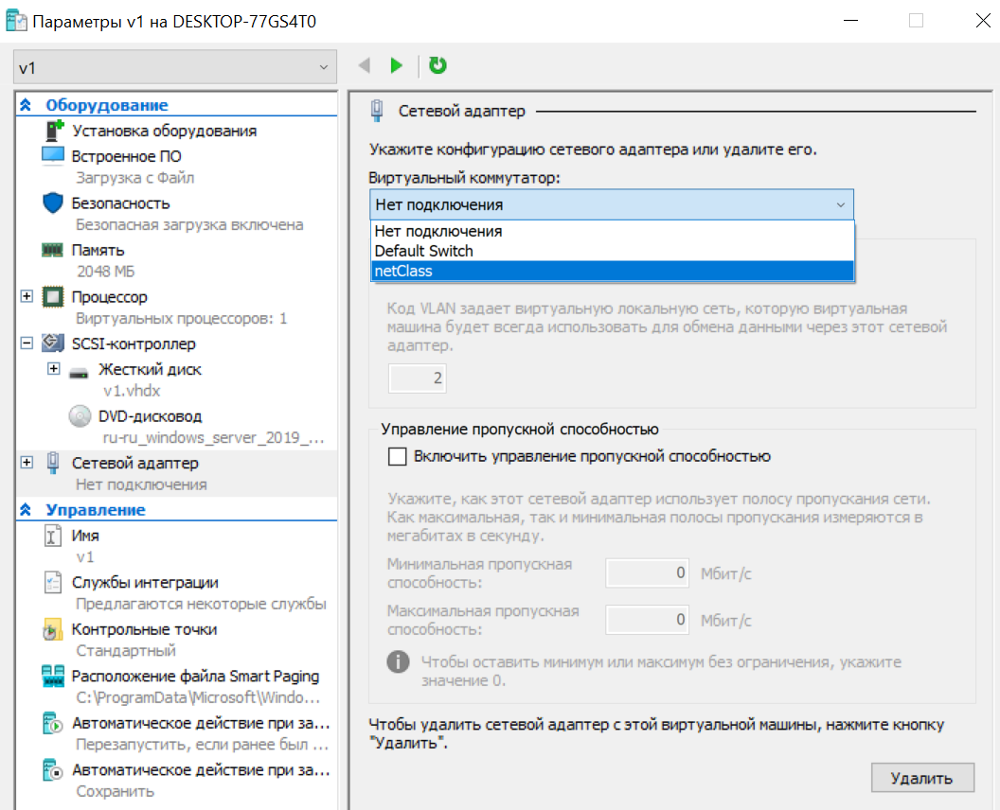 Параметры v1 на DESKTOP-77GS4T0
v1
Оборудование
Установка оборудования
Встроенное ПО
Загрузка с Файл
Безопасность
Безопасная загрузка включена
Память
2048 МБ
Процессор
Виртуальных процессоров: 1
SCSI-контроллер
Жесткий диск
v1.vhdx
DVD-дисковод
ru-ru_windows_server_2019_...
Сетевой адаптер
Нет подключения
Управление
Имя
v1
Службы интеграции
Предлагаются некоторые службы
Контрольные точки
Стандартный
Расположение файла Smart Paging
C:\ProgramData\Microsoft\Windo...
Автоматическое действие при за...
Перезапустить, если ранее был ...
Автоматическое действие при за...
Сохранить
Сетевой адаптер
Укажите конфигурацию сетевого адаптера или удалите его.
Виртуальный коммутатор:
Нет подключения
Нет подключения
Default Switch
netClass
Код VLAN задает виртуальную локальную сеть, которую виртуальная
машина будет всегда использовать для обмена данными через этот сетевой
адаптер.
2
Управление пропускной способностью
Включить управление пропускной способностью
Укажите, как этот сетевой адаптер использует полосу пропускания сети.
Как максимальная, так и минимальная полосы пропускания измеряются в
мегабитах в секунду.
Минимальная пропускная
способность:
0 Мбит/с
Максимальная пропускная
способность:
0 Мбит/с
Чтобы оставить минимум или максимум без ограничения, укажите
значение 0.
Чтобы удалить сетевой адаптер с этой виртуальной машины, нажмите кнопку
"Удалить".
Удалить